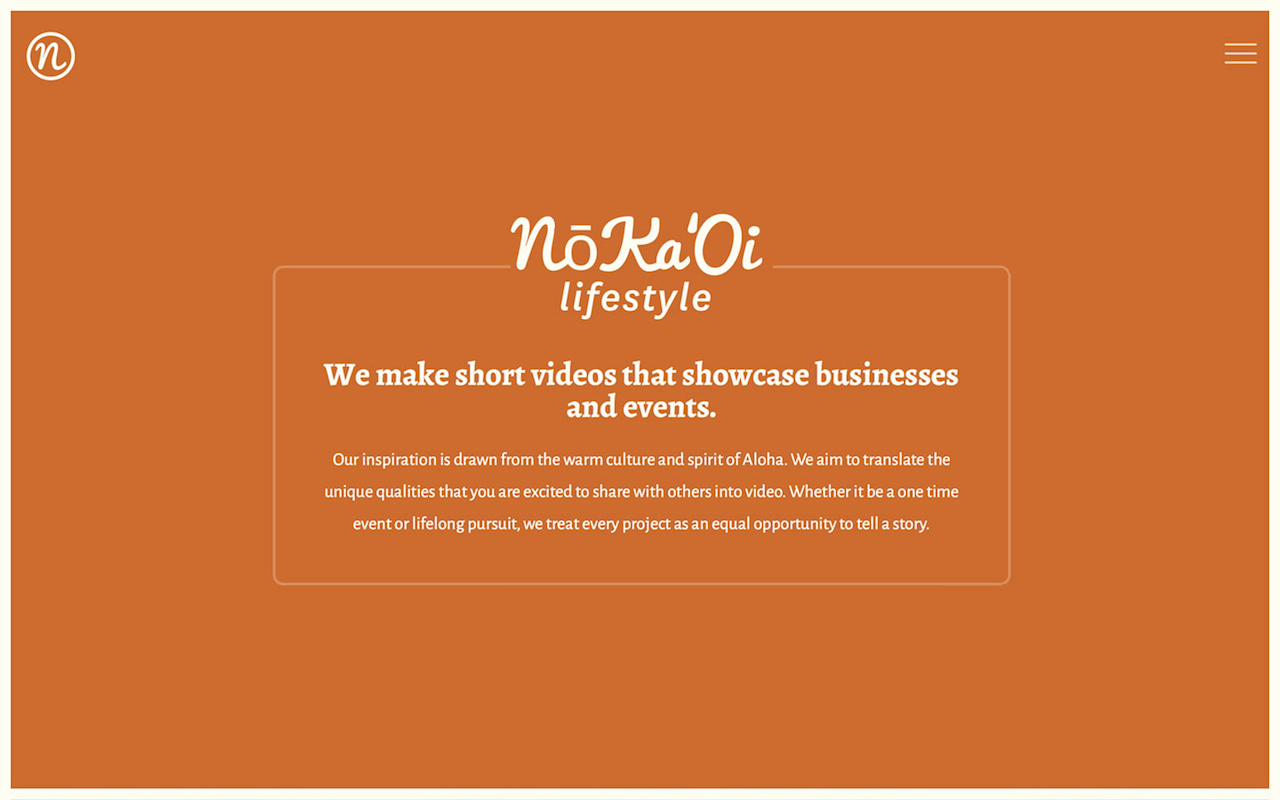 n
Nō Ka'Oi
lifestyle
We make short videos that showcase businesses
and events.
Our inspiration is drawn from the warm culture and spirit of Aloha. We aim to translate the
unique qualities that you are excited to share with others into video. Whether it be a one time
event or lifelong pursuit, we treat every project as an equal opportunity to tell a story.